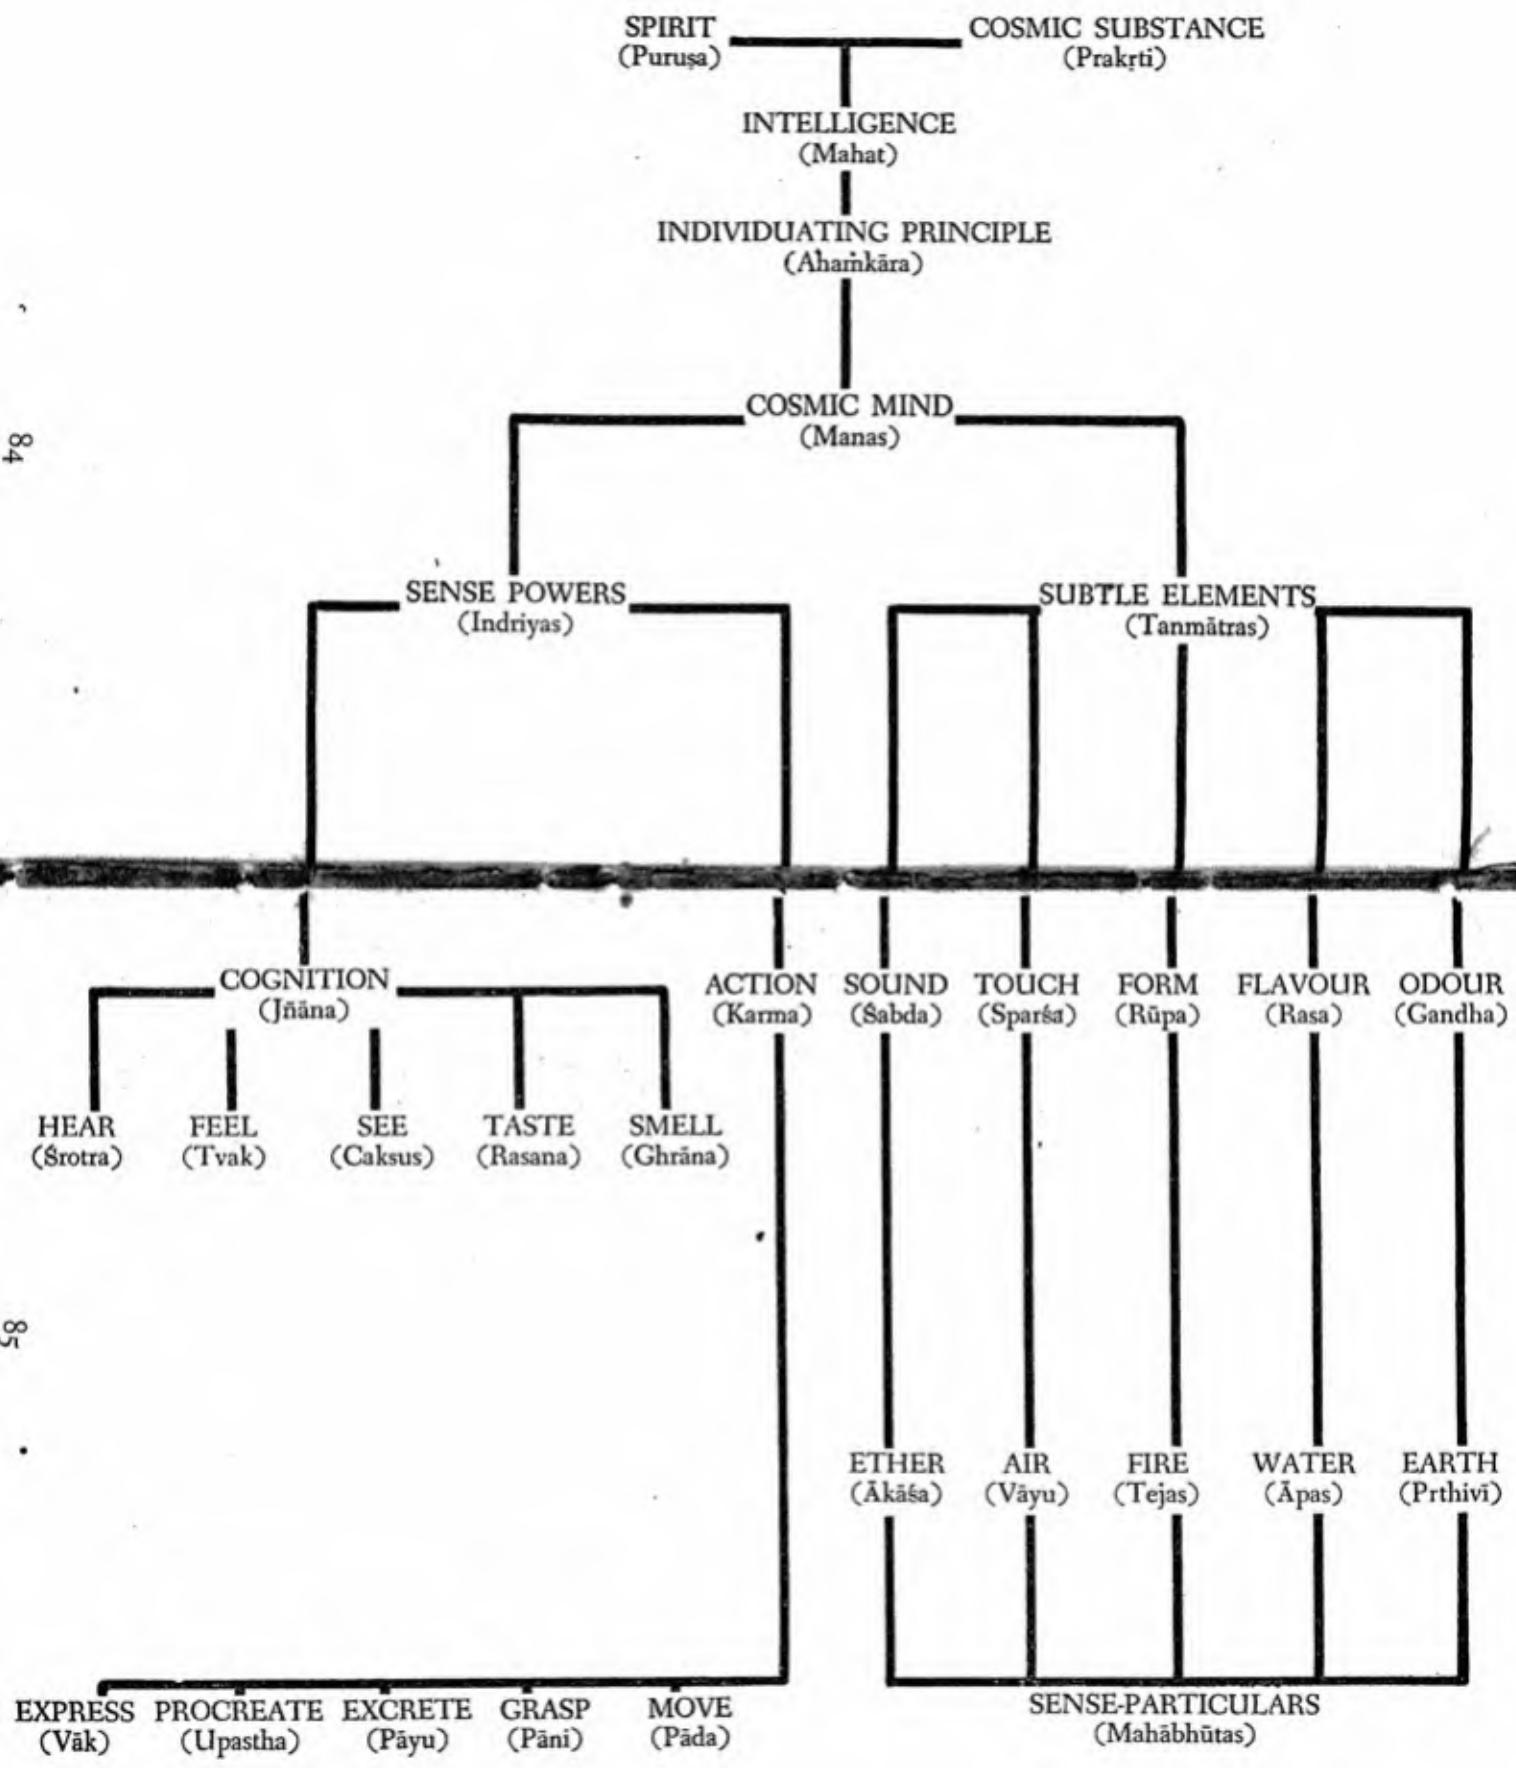 SPIRIT
(Puruṣa)
COSMIC SUBSTANCE
(Prakṛti)
INTELLIGENCE
(Mahat)
INDIVIDUATING PRINCIPLE
(Ahaṁkāra)
COSMIC MIND
(Manas)
84
SENSE POWERS
(Indriyas)
SUBTLE ELEMENTS
(Tanmātras)
COGNITION
(Jñāna)
ACTION
(Karma)
SOUND
(Śabda)
TOUCH
(Sparśa)
FORM
(Rūpa)
FLAVOUR
(Rasa)
ODOUR
(Gandha)
HEAR
(Śrotra)
FEEL
(Tvak)
SEE
(Caksus)
TASTE
(Rasana)
SMELL
(Ghrāna)
85
ETHER
(Ākāśa)
AIR
(Vāyu)
FIRE
(Tejas)
WATER
(Āpas)
EARTH
(Prthivī)
EXPRESS
(Vāk)
PROCREATE
(Upastha)
EXCRETE
(Pāyu)
GRASP
(Pāni)
MOVE
(Pāda)
SENSE-PARTICULARS
(Mahābhūtas)